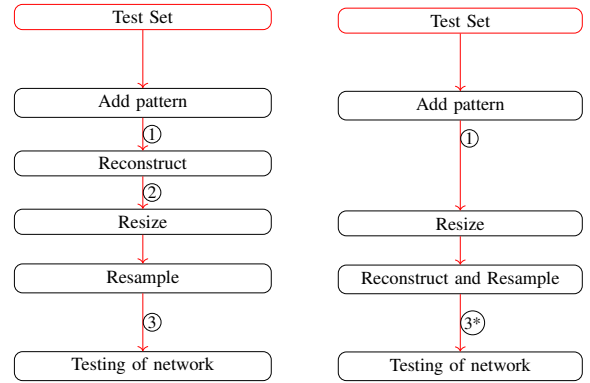 Test Set
Add pattern
1
Reconstruct
2
Resize
Resample
3
Testing of network
Test Set
Add pattern
1
Resize
Reconstruct and Resample
3*
Testing of network